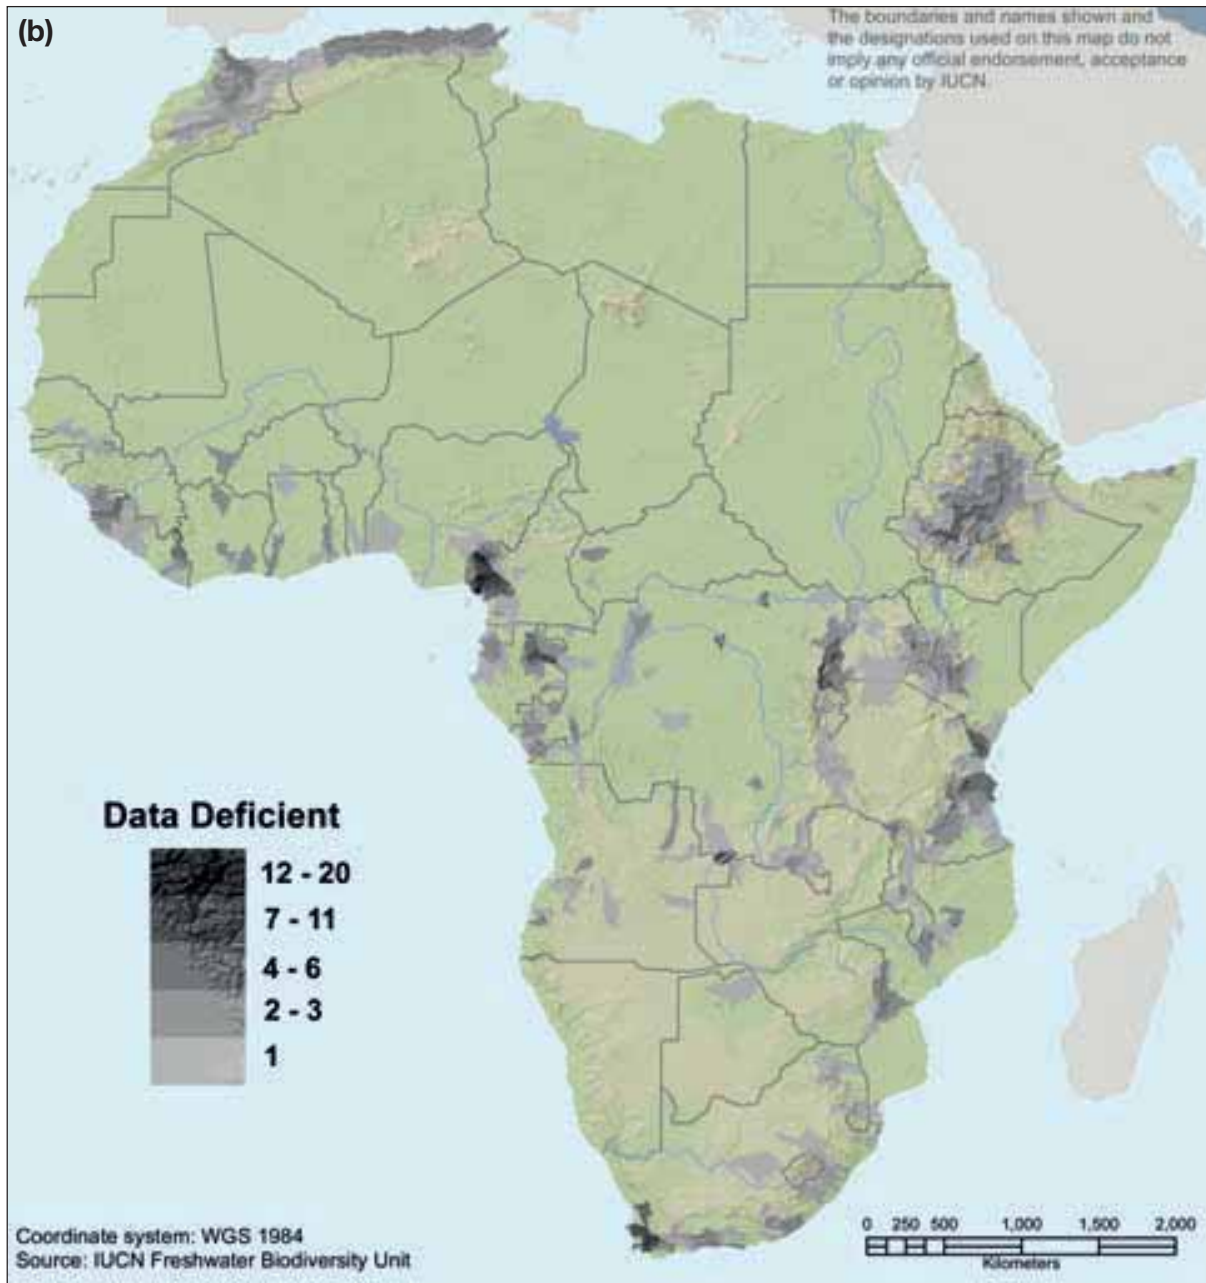 (b)
The boundaries and names shown and
the designations used on this map do not
imply any official endorsement, acceptance
or opinion by IUCN.
Data Deficient
12 - 20
7 - 11
4 - 6
2 - 3
1
Coordinate system: WGS 1984
Source: IUCN Freshwater Biodiversity Unit
0 250 500 1,000 1,500 2,000
Kilometers